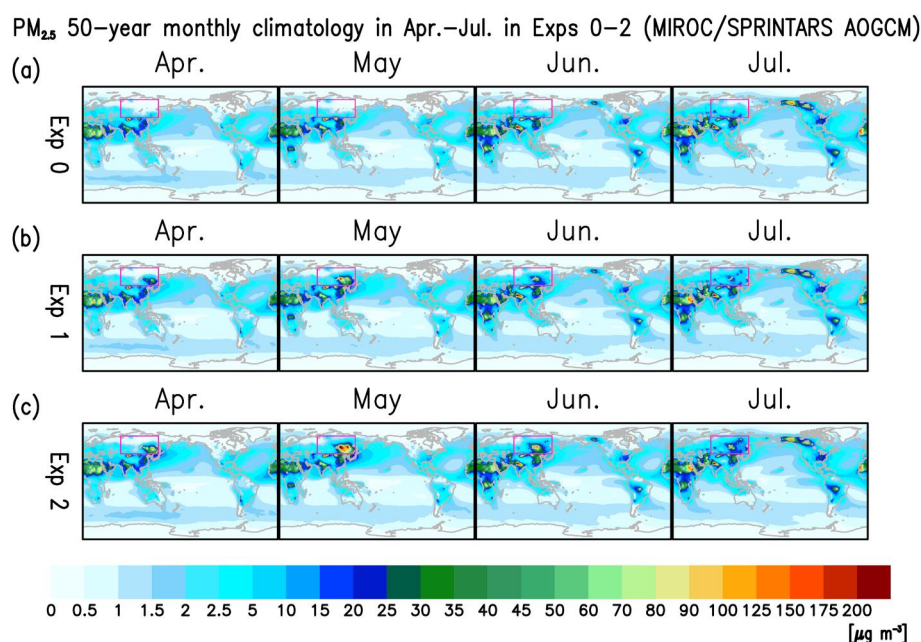 PM2.5 50-year monthly climatology in Apr.-Jul. in Exps 0-2 (MIROC/SPRINTARS AOGCM)
(a)
Apr. May Jun. Jul.
Exp 0
(b)
Apr. May Jun. Jul.
Exp 1
(c)
Apr. May Jun. Jul.
Exp 2
0 0.5 1 1.5 2 2.5 5 10 15 20 25 30 35 40 45 50 60 70 80 90 100 125 150 175 200
[μg m⁻³]